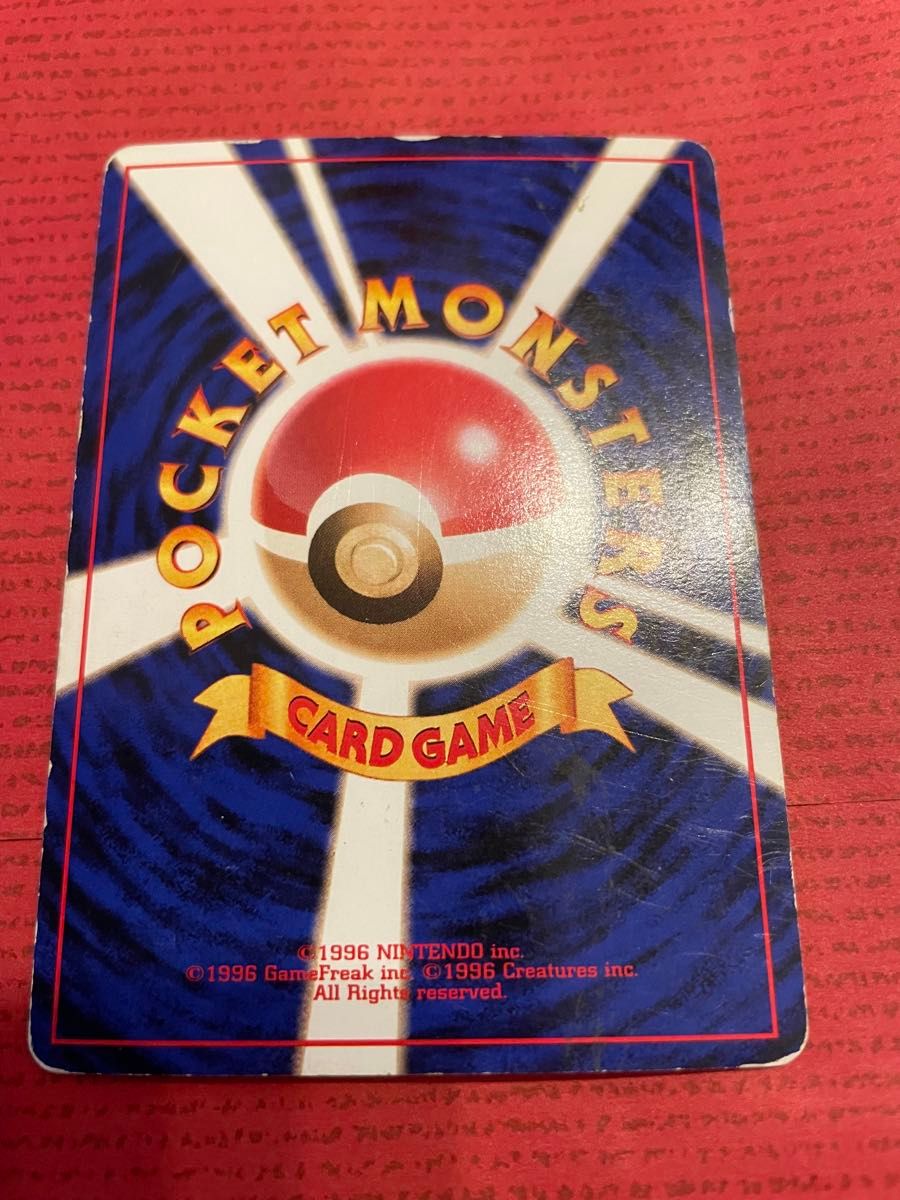 POCKET MONSTERS
CARD GAME
©1996 NINTENDO inc.
©1996 GameFreak inc. ©1996 Creatures inc.
All Rights reserved.